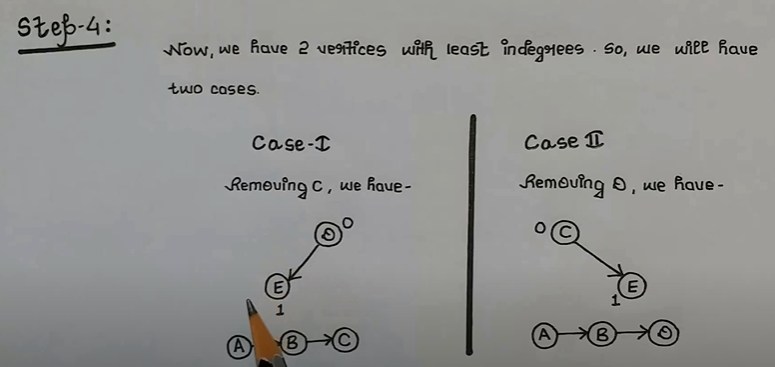 Step-4:
Now, we have 2 vertices with least indegrees. So, we will have
two cases.
Case-I
Removing C, we have-
D 0
E
1
A B C
Case II
Removing D, we have-
0 C
E
1
A B D